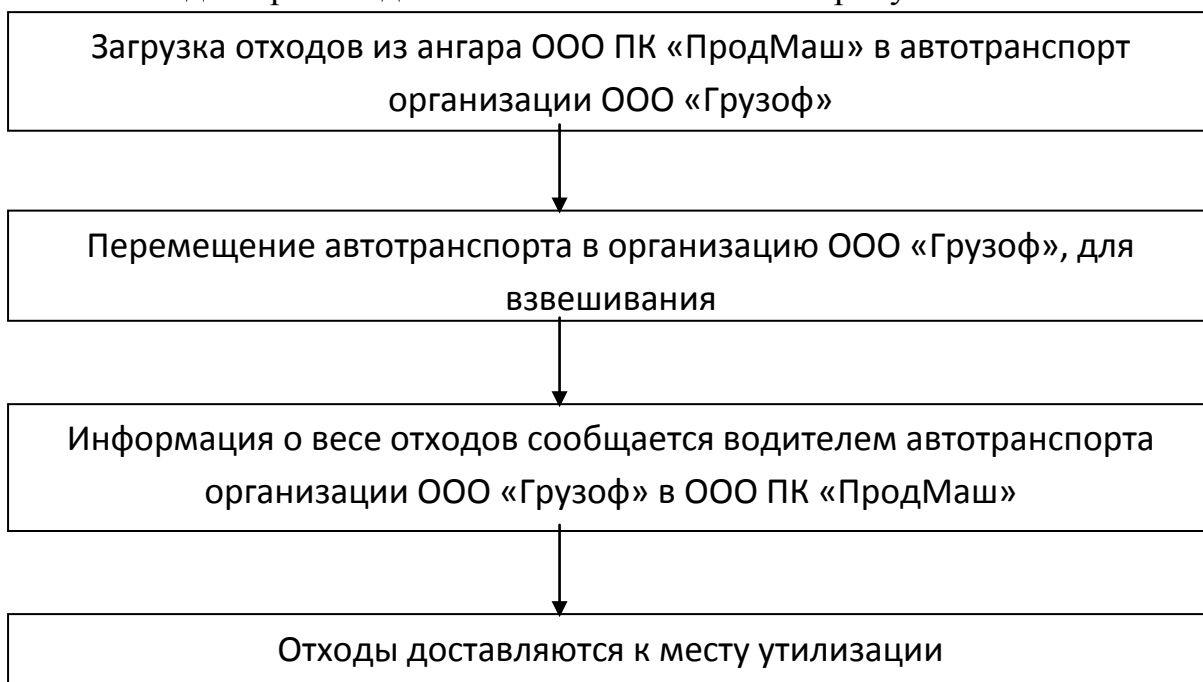 Загрузка отходов из ангара ООО ПК «ПродМаш» в автотранспорт
организации ООО «Грузоф»
Перемещение автотранспорта в организацию ООО «Грузоф», для
взвешивания
Информация о весе отходов сообщается водителем автотранспорта
организации ООО «Грузоф» в ООО ПК «ПродМаш»
Отходы доставляются к месту утилизации